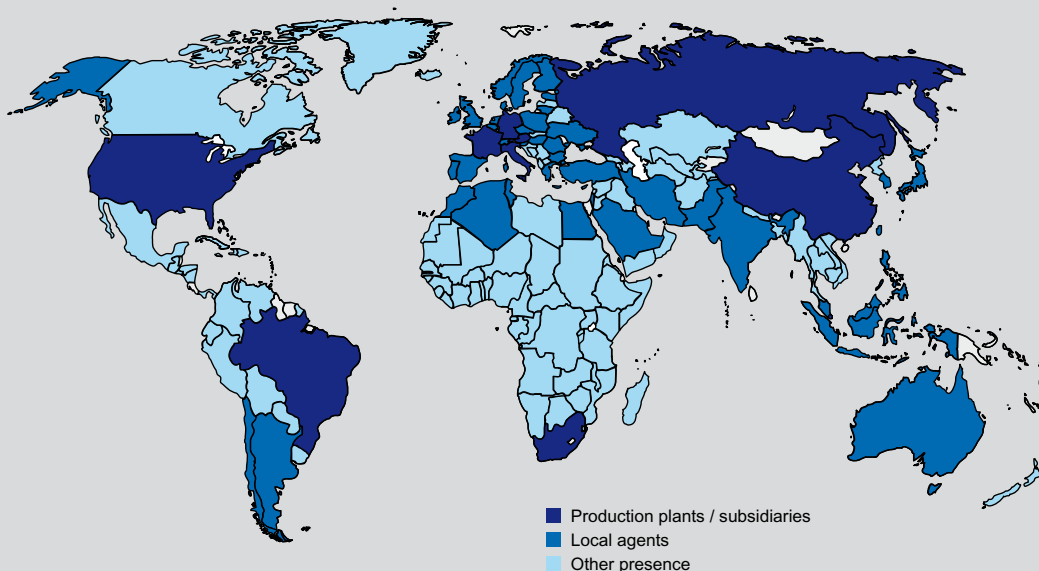 Production plants / subsidiaries
Local agents
Other presence